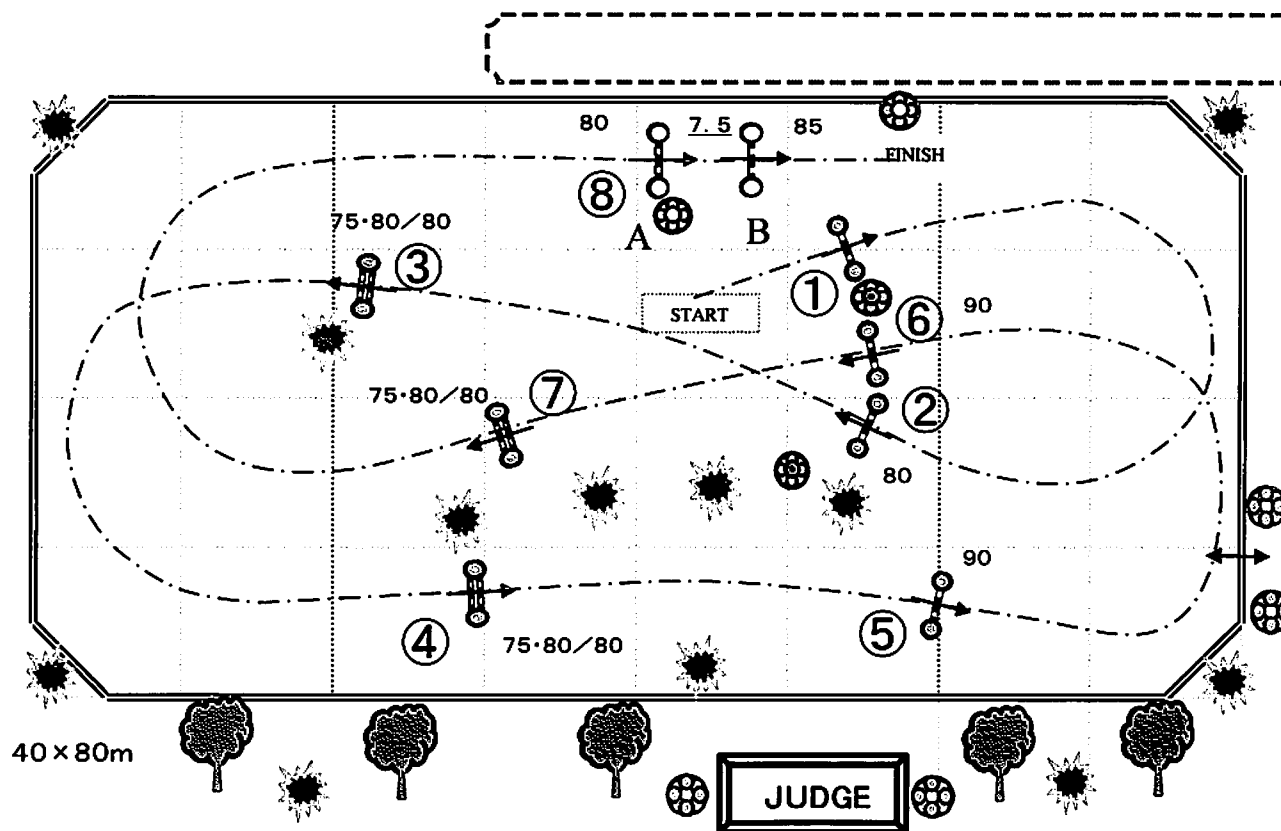 80
7.5
85
FINISH
⑧
A
B
75・80/80
③
①
START
⑥
90
75・80/80
⑦
②
80
90
④
75・80/80
⑤
40×80m
JUDGE